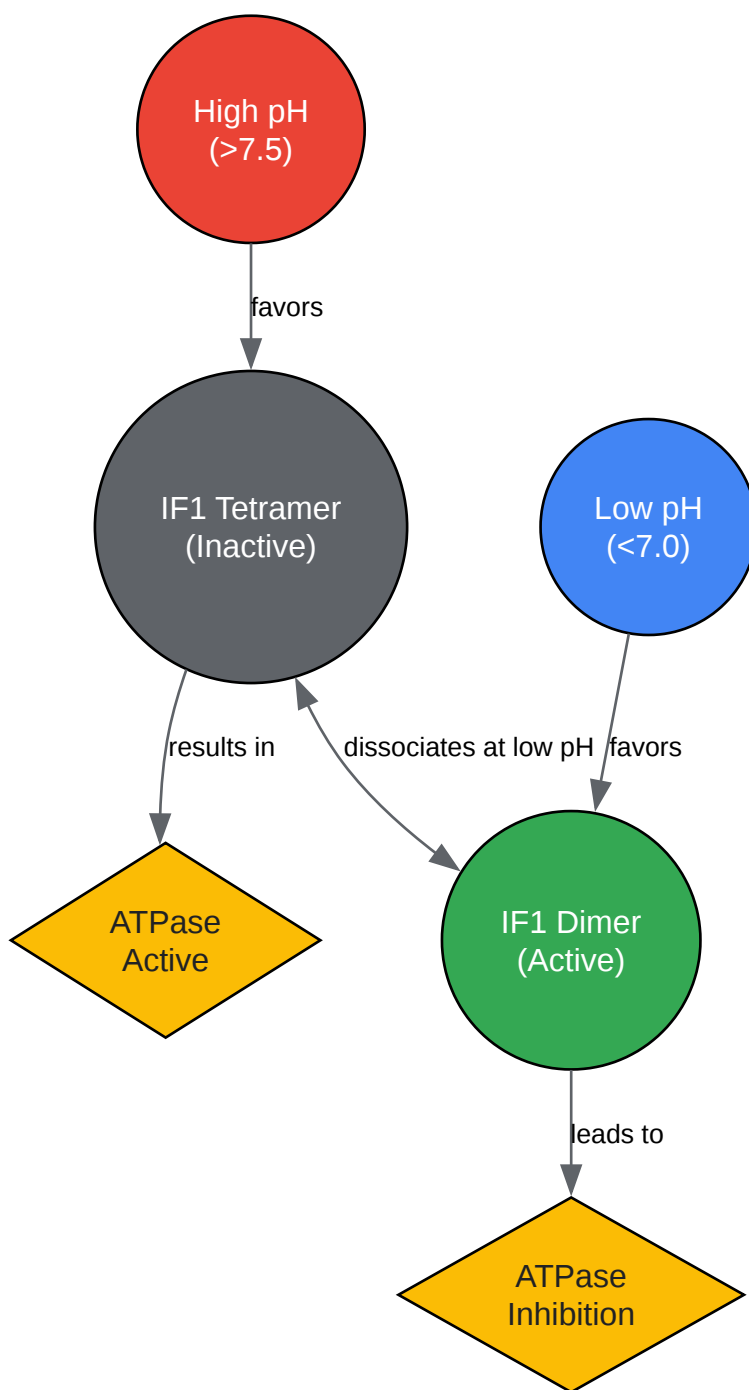 High pH
(>7.5)
favors
IF1 Tetramer
(Inactive)
Low pH
(<7.0)
results in
dissociates at low pH
favors
ATPase
Active
IF1 Dimer
(Active)
leads to
ATPase
Inhibition